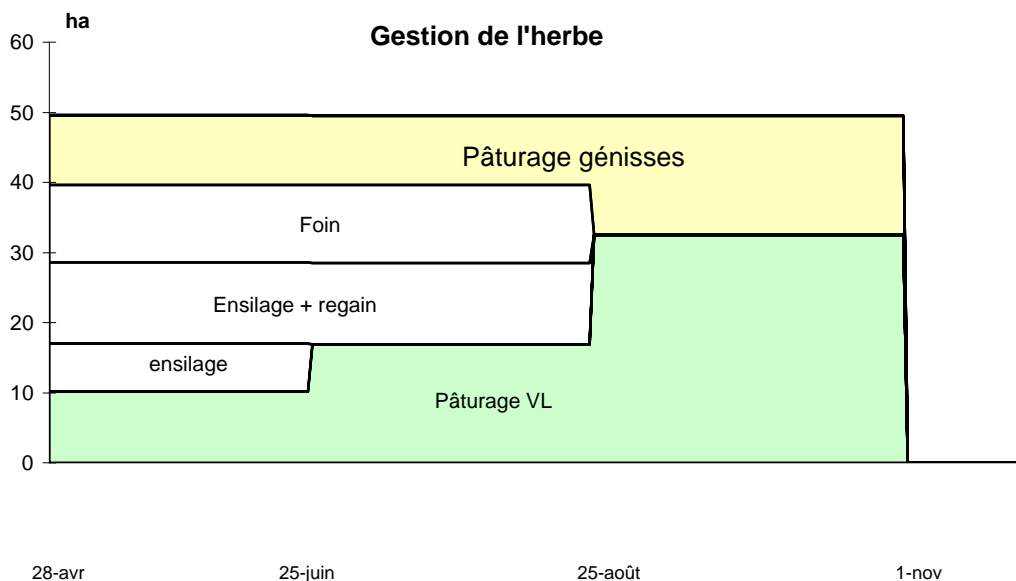 ha
Gestion de l'herbe
60
50
Pâturage génisses
40
Foin
30
Ensilage + regain
20
ensilage
10
Pâturage VL
0
28-avr 25-juin 25-août 1-nov